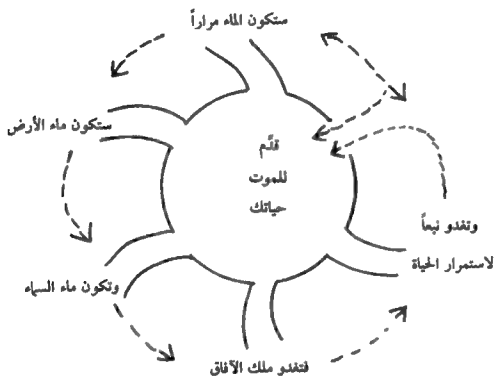 ستكون الماء مراراً
ستكون ماء الأرض
وتكون ماء السماء
فتغدو ملك الآفاق
وتغدو نبعاً
لاستمرار الحياة
قدَّم
للموت
حياتك